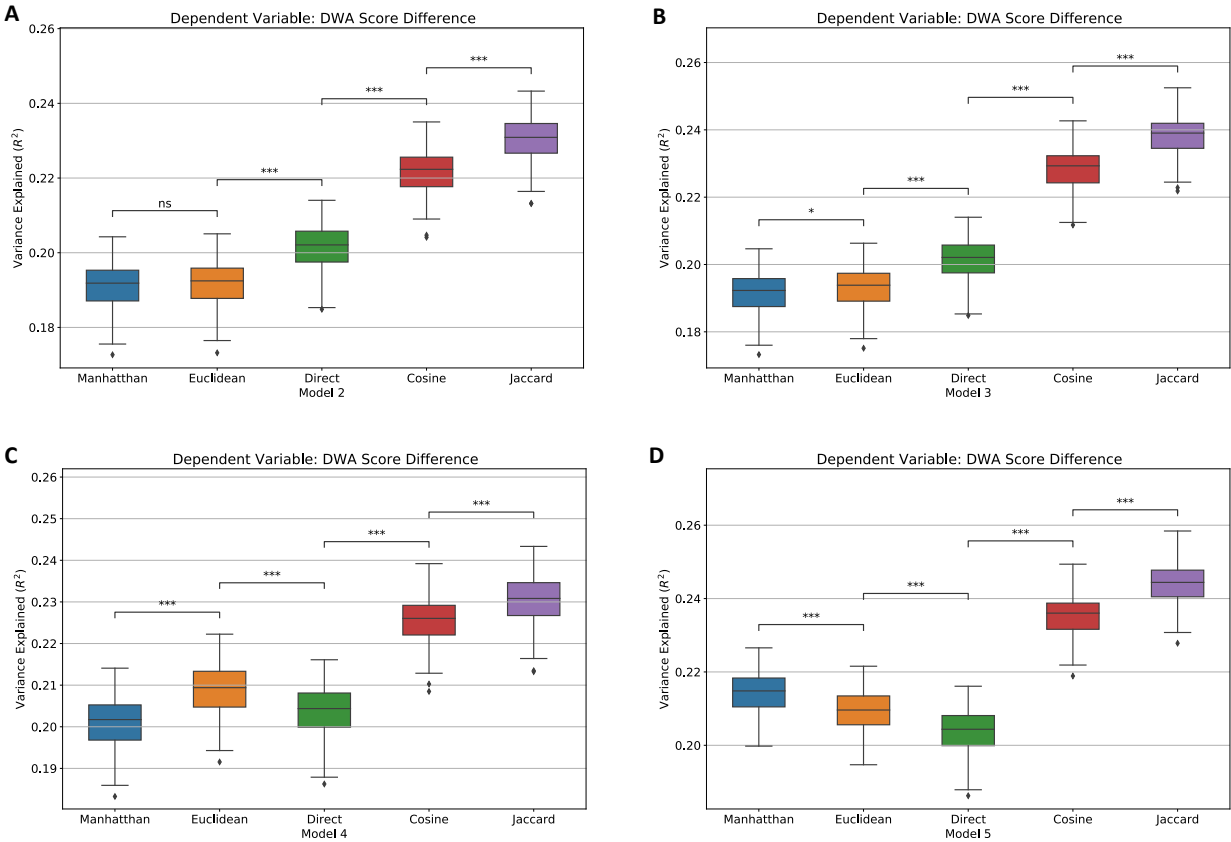 A
Dependent Variable: DWA Score Difference
0.26
0.24
0.22
0.20
0.18
Variance Explained (R²)
ns
***
***
***
Manhatthan Euclidean Direct Cosine Jaccard
Model 2
B
Dependent Variable: DWA Score Difference
0.26
0.24
0.22
0.20
0.18
Variance Explained (R²)
*
***
***
***
Manhatthan Euclidean Direct Cosine Jaccard
Model 3
C
Dependent Variable: DWA Score Difference
0.26
0.25
0.24
0.23
0.22
0.21
0.20
0.19
Variance Explained (R²)
***
***
***
***
Manhatthan Euclidean Direct Cosine Jaccard
Model 4
D
Dependent Variable: DWA Score Difference
0.26
0.24
0.22
0.20
Variance Explained (R²)
***
***
***
***
Manhatthan Euclidean Direct Cosine Jaccard
Model 5